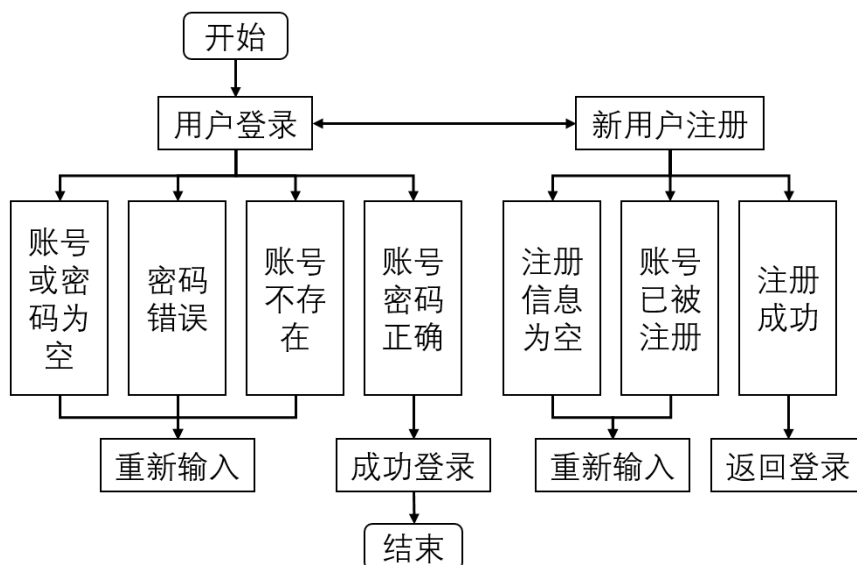 开始
用户登录
新用户注册
账号
或密
码为
空
密码
错误
账号
不存
在
账号
密码
正确
注册
信息
为空
账号
已被
注册
注册
成功
重新输入
成功登录
重新输入
返回登录
结束